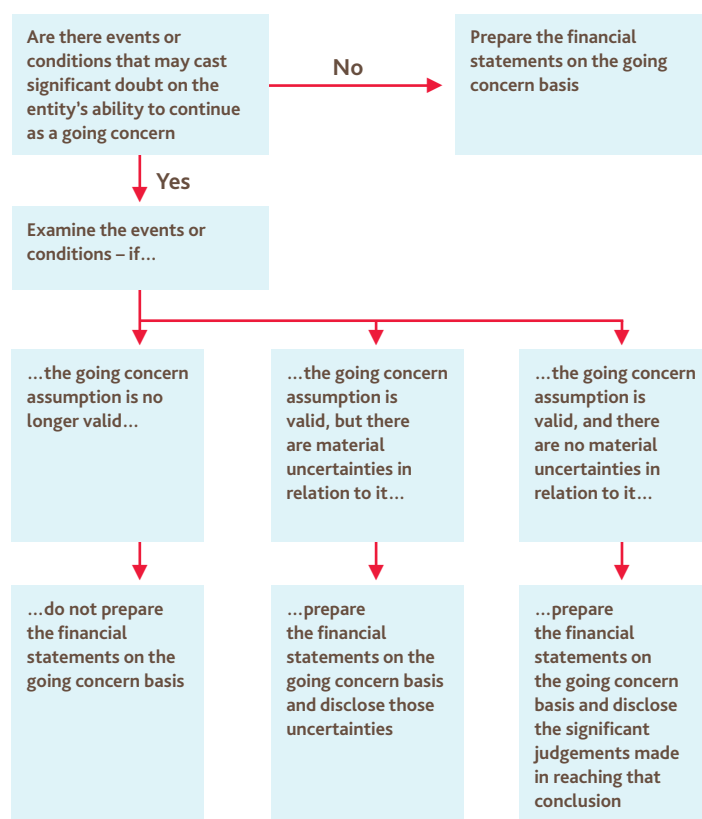 Are there events or
conditions that may cast
significant doubt on the
entity's ability to continue
as a going concern
No
Prepare the financial
statements on the going
concern basis
Yes
Examine the events or
conditions – if…
…the going concern
assumption is no
longer valid…
…the going concern
assumption is
valid, but there
are material
uncertainties in
relation to it…
…the going concern
assumption is
valid, and there
are no material
uncertainties in
relation to it…
…do not prepare
the financial
statements on the
going concern basis
…prepare
the financial
statements on the
going concern basis
and disclose those
uncertainties
…prepare
the financial
statements on
the going concern
basis and disclose
the significant
judgements made
in reaching that
conclusion